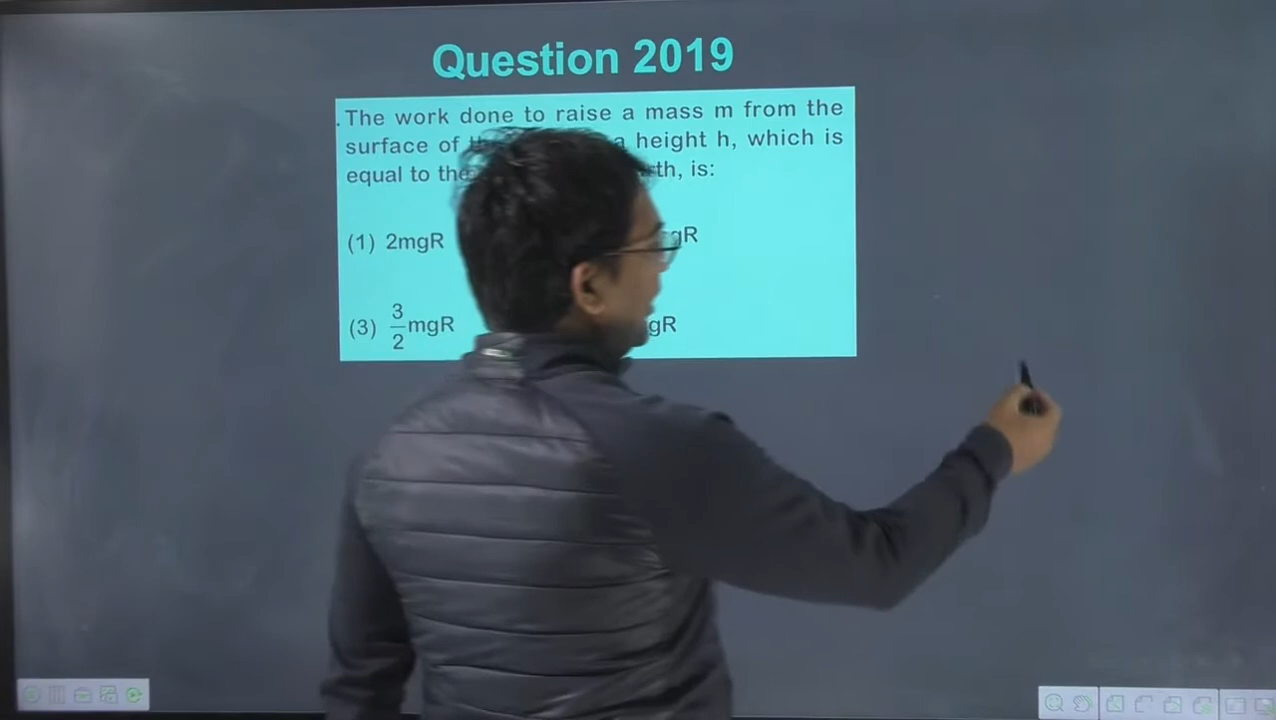 Question 2019
.The work done to raise a mass m from the
surface of a height h, which is
equal to the is:
(1) 2mgR gR
(3) 3/2 mgR gR